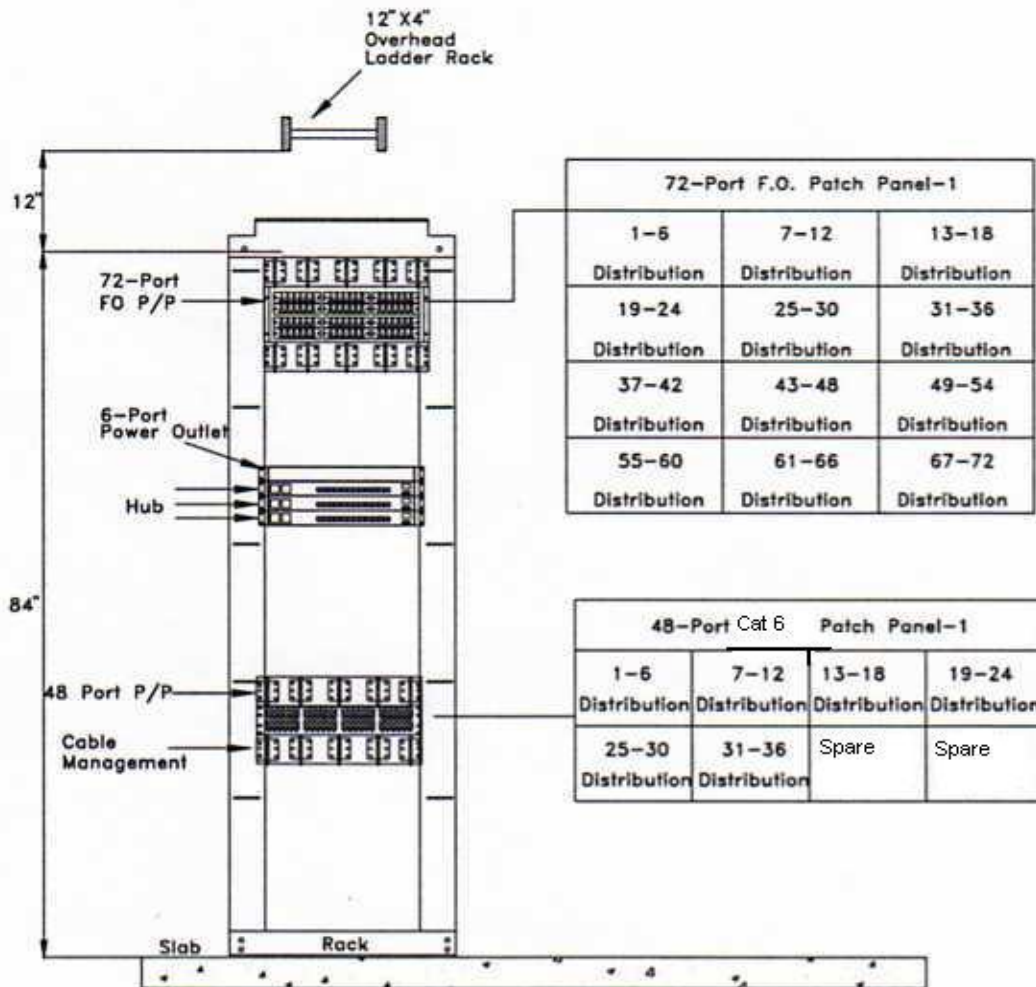 12"X4"
Overhead
Ladder Rack
12"
72-Port
FO P/P
6-Port
Power Outlet
Hub
84"
48 Port P/P
Cable
Management
Slab
Rack
72-Port F.O. Patch Panel-1
1-6 7-12 13-18
Distribution Distribution Distribution
19-24 25-30 31-36
Distribution Distribution Distribution
37-42 43-48 49-54
Distribution Distribution Distribution
55-60 61-66 67-72
Distribution Distribution Distribution
48-Port Cat 6 Patch Panel-1
1-6 7-12 13-18 19-24
Distribution Distribution Distribution Distribution
25-30 31-36 Spare Spare
Distribution Distribution